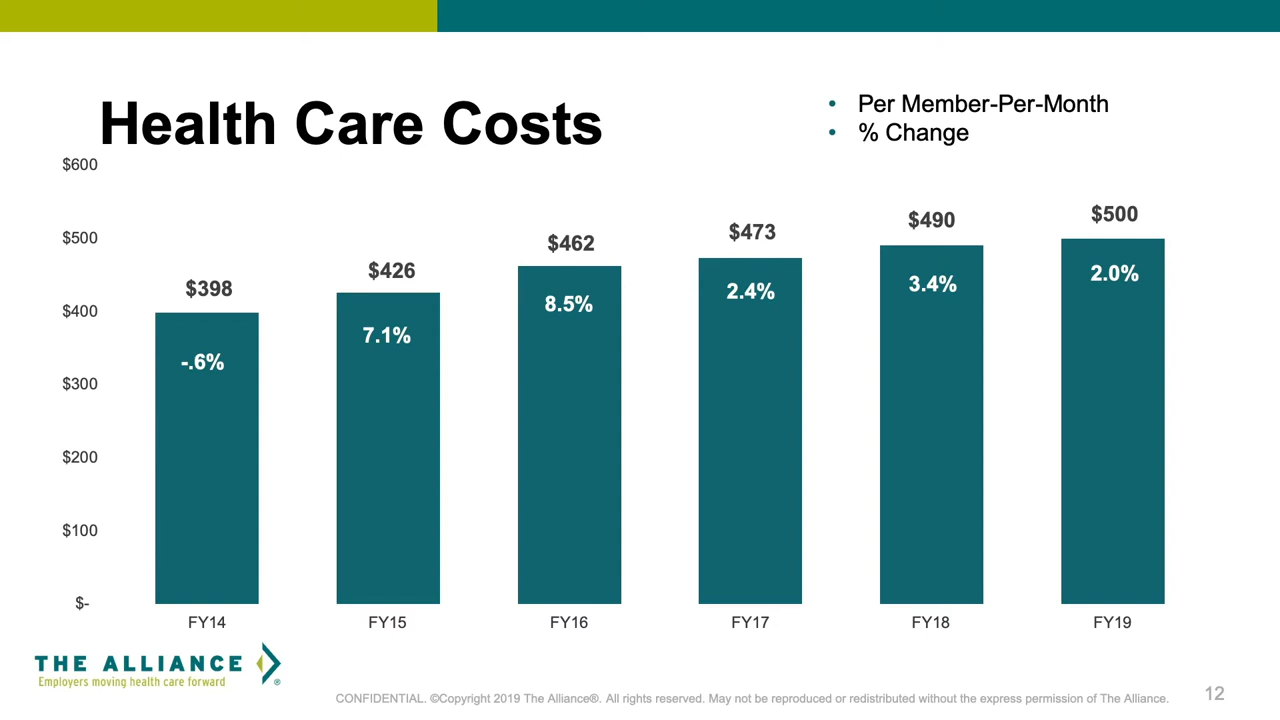 Health Care Costs
• Per Member-Per-Month
• % Change
$600
$500
$400
$300
$200
$100
$-
$398
$426
$462
$473
$490
$500
-.6%
7.1%
8.5%
2.4%
3.4%
2.0%
FY14
FY15
FY16
FY17
FY18
FY19
THE ALLIANCE
Employers moving health care forward ®
CONFIDENTIAL. ©Copyright 2019 The Alliance®. All rights reserved. May not be reproduced or redistributed without the express permission of The Alliance.
12